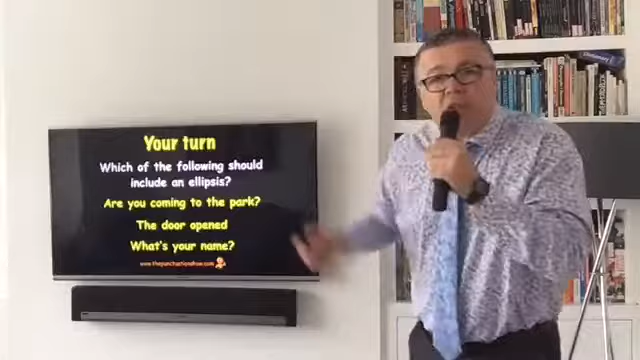 Your turn
Which of the following should
include an ellipsis?
Are you coming to the park?
The door opened
What's your name?
www.thepunctuationshow.com